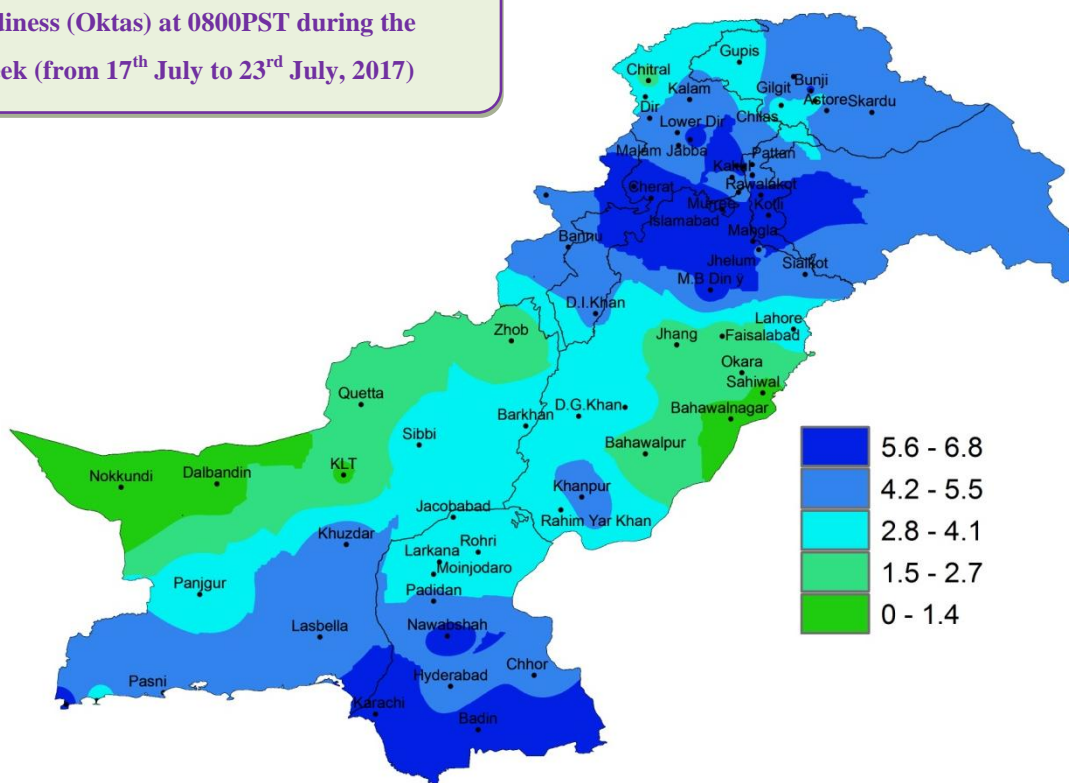 diness (Oktas) at 0800PST during the
eek (from 17th July to 23rd July, 2017)
Gupis
Chitral
Bunji
Kalam
Gilgit
Astore Skardu
Dir
Chilas
Lower Dir
Malam Jabba
Pattan
Cherat
Rawalakot
Murree
Kotli
Islamabad
Mangla
Bannu
Jhelum
Sialkot
M.B Din ÿ
D.I.Khan
Lahore
Zhob
Jhang
Faisalabad
Okara
Sahiwal
Quetta
D.G.Khan
Bahawalnagar
Barkhan
Sibbi
Bahawalpur
KLT
Dalbandin
Nokkundi
Khanpur
Jacobabad
Rahim Yar Khan
Khuzdar
Rohri
Larkana
Moinjodaro
Panjgur
Padidan
Nawabshah
Lasbella
Chhor
Pasni
Hyderabad
Karachi
Badin
5.6 - 6.8
4.2 - 5.5
2.8 - 4.1
1.5 - 2.7
0 - 1.4